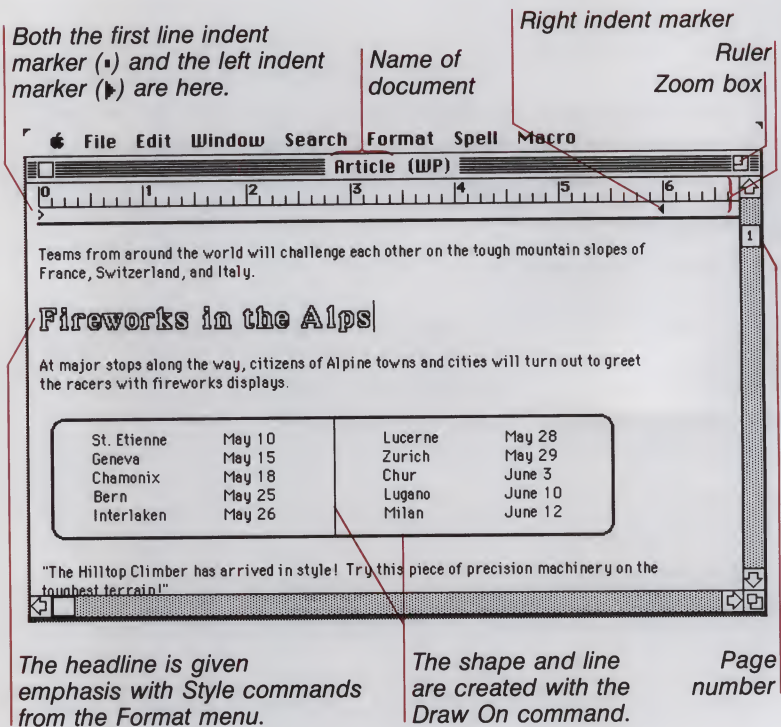 Both the first line indent
marker (▪) and the left indent
marker (▶) are here.
Name of
document
Right indent marker
Ruler
Zoom box
File Edit Window Search Format Spell Macro
Article (WP)
0 1 2 3 4 5 6
1
Teams from around the world will challenge each other on the tough mountain slopes of
France, Switzerland, and Italy.
Fireworks in the Alps
At major stops along the way, citizens of Alpine towns and cities will turn out to greet
the racers with fireworks displays.
St. Etienne May 10 Lucerne May 28
Geneva May 15 Zurich May 29
Chamonix May 18 Chur June 3
Bern May 25 Lugano June 10
Interlaken May 26 Milan June 12
"The Hilltop Climber has arrived in style! Try this piece of precision machinery on the
toughest terrain!"
The headline is given
emphasis with Style commands
from the Format menu.
The shape and line
are created with the
Draw On command.
Page
number